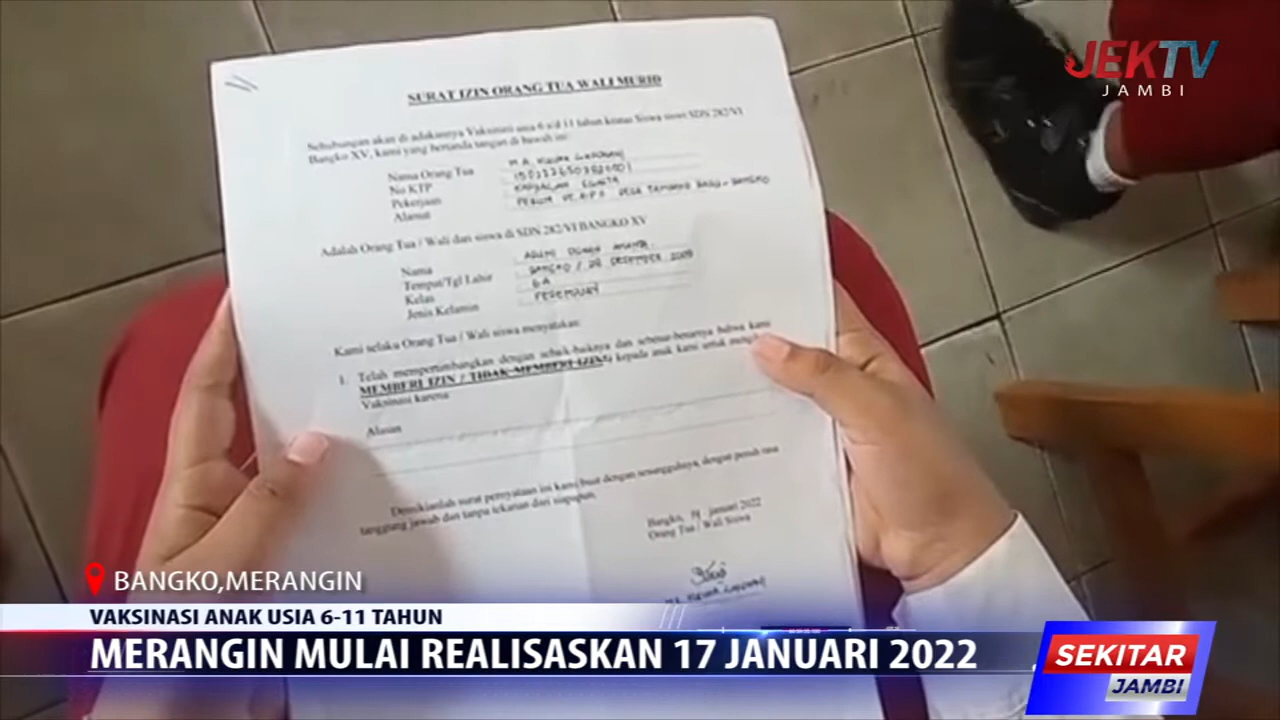 JEKTV
JAMBI
SURAT IZIN ORANG TUA WALI MURID
Sehubungan akan di adakannya Vaksinasi usia 6 s/d 11 tahun Siswa SDN 282/VI
Bangko XV, kami yang bertanda tangan di bawah ini:
Nama Orang Tua
No KTP
Pekerjaan
Alamat
Adalah Orang Tua / Wali dari siswa di SDN 282/VI BANGKO XV
Nama
Tempat/Tgl Lahir BANGKO / 28 DESEMBER 2009
Kelas 6A
Jenis Kelamin PEREMPUAN
Kami selaku Orang Tua / Wali siswa menyatakan:
1. Telah mempertimbangkan dengan sebaik-baiknya dan sebenar-benarnya bahwa kami
MEMBERI IZIN / TIDAK MEMBERI IZIN kepada anak kami untuk
Vaksinasi karena
Alasan
Demikianlah surat pernyataan ini kami buat dengan sesungguhnya, dengan penuh rasa
tanggung jawab dan tanpa tekanan dari siapapun.
Bangko, 14 januari 2022
Orang Tua / Wali Siswa
BANGKO,MERANGIN
VAKSINASI ANAK USIA 6-11 TAHUN
MERANGIN MULAI REALISASKAN 17 JANUARI 2022
SEKITAR
JAMBI